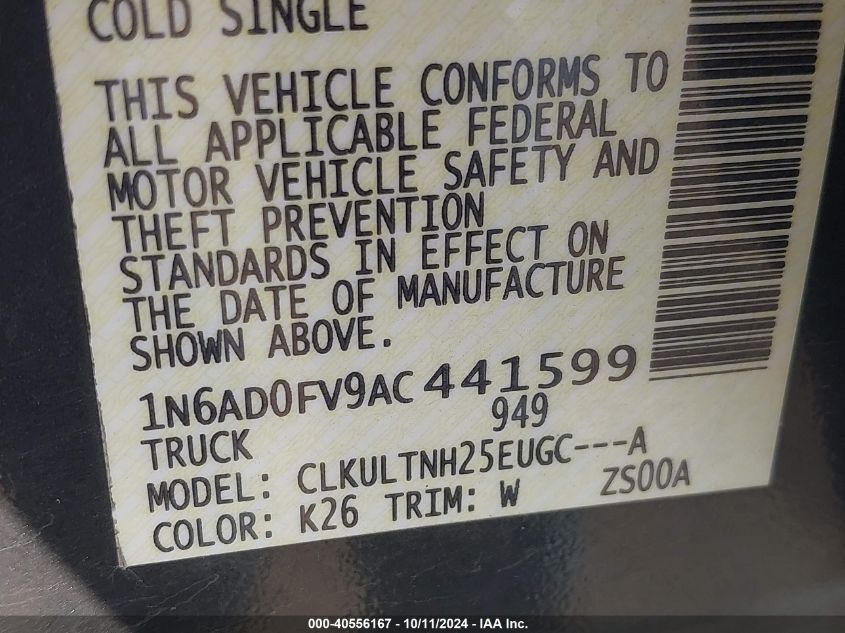 COLD SINGLE
THIS VEHICLE CONFORMS TO
ALL APPLICABLE FEDERAL
MOTOR VEHICLE SAFETY AND
THEFT PREVENTION
STANDARDS IN EFFECT ON
THE DATE OF MANUFACTURE
SHOWN ABOVE.
1N6AD0FV9AC 441599
TRUCK 949
MODEL: CLKULTNH25EUGC---A
COLOR: K26 TRIM: W ZS00A
000-40556167 - 10/11/2024 - IAA Inc.